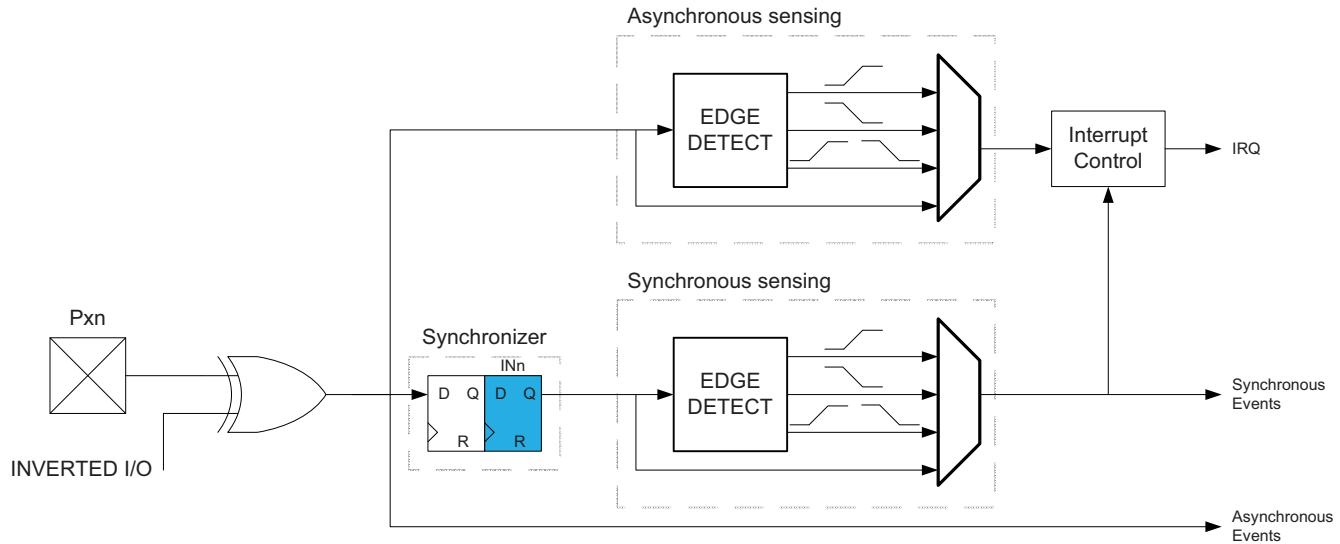 Asynchronous sensing
EDGE
DETECT
Interrupt
Control
IRQ
Synchronous sensing
Pxn
Synchronizer
INn
D Q D Q
R R
EDGE
DETECT
Synchronous
Events
INVERTED I/O
Asynchronous
Events